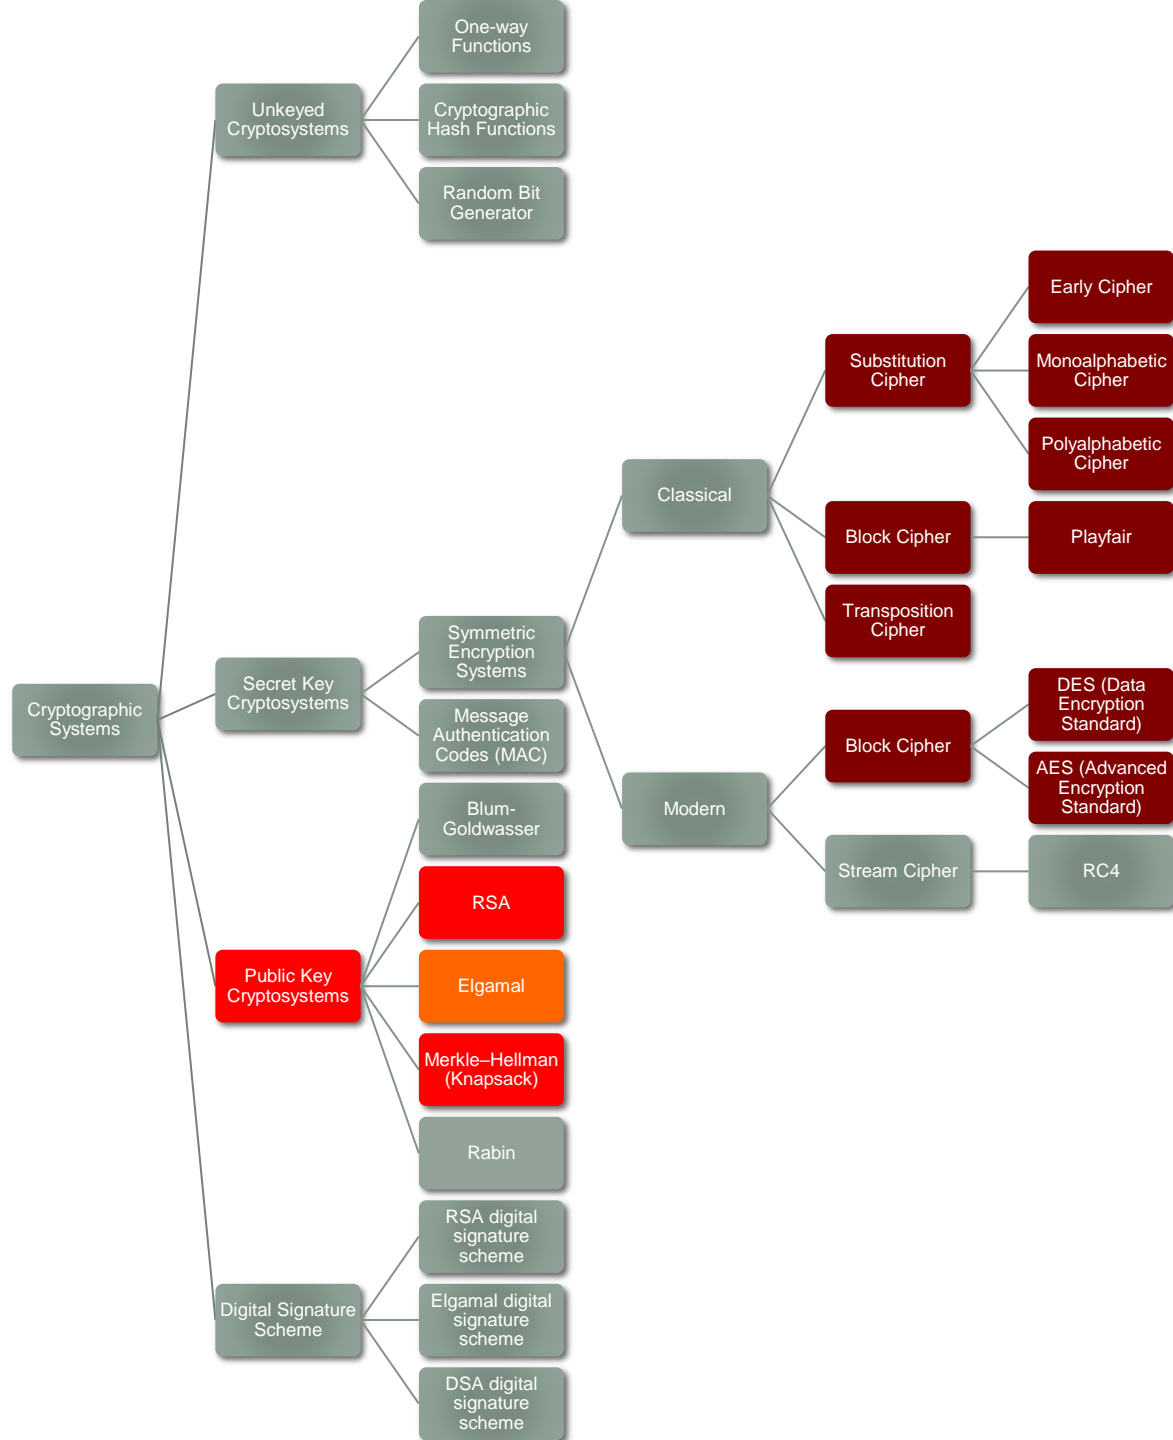 One-way
Functions
Unkeyed
Cryptosystems
Cryptographic
Hash Functions
Random Bit
Generator
Early Cipher
Substitution
Cipher
Monoalphabetic
Cipher
Polyalphabetic
Cipher
Classical
Block Cipher
Playfair
Transposition
Cipher
Symmetric
Encryption
Systems
Secret Key
Cryptosystems
Cryptographic
Systems
Message
Authentication
Codes (MAC)
DES (Data
Encryption
Standard)
Block Cipher
AES (Advanced
Encryption
Standard)
Modern
Stream Cipher
RC4
Blum-
Goldwasser
RSA
Public Key
Cryptosystems
Elgamal
Merkle–Hellman
(Knapsack)
Rabin
RSA digital
signature
scheme
Digital Signature
Scheme
Elgamal digital
signature
scheme
DSA digital
signature
scheme